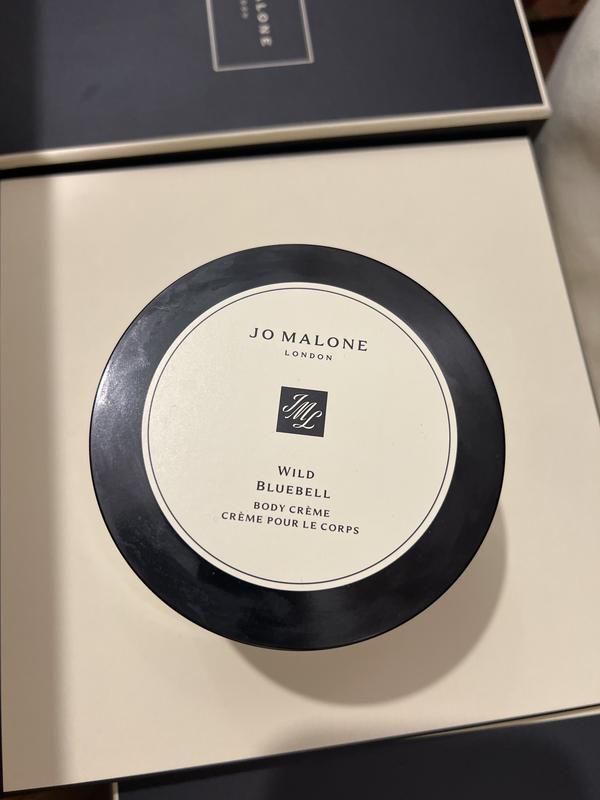 JO MALONE
LONDON
JML
WILD
BLUEBELL
BODY CRÈME
CRÈME POUR LE CORPS